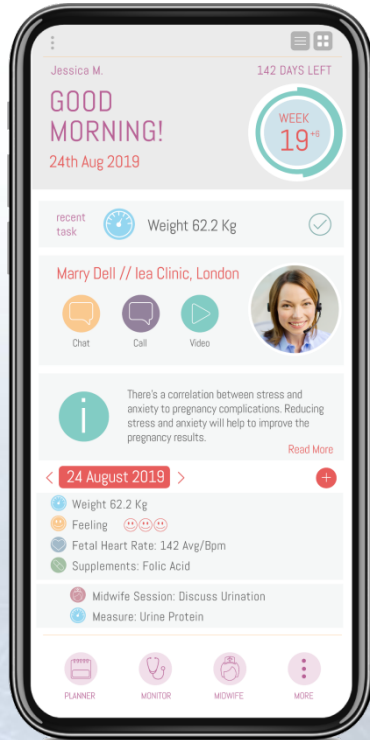 Jessica M.
142 DAYS LEFT
GOOD
MORNING!
24th Aug 2019
WEEK
19+6
recent
task
Weight 62.2 Kg
Marry Dell // lea Clinic, London
Chat
Call
Video
i
There's a correlation between stress and
anxiety to pregnancy complications. Reducing
stress and anxiety will help to improve the
pregnancy results.
Read More
< 24 August 2019 >
+
Weight 62.2 Kg
Feeling
Fetal Heart Rate: 142 Avg/Bpm
Supplements: Folic Acid
Midwife Session: Discuss Urination
Measure: Urine Protein
PLANNER
MONITOR
MIDWIFE
MORE